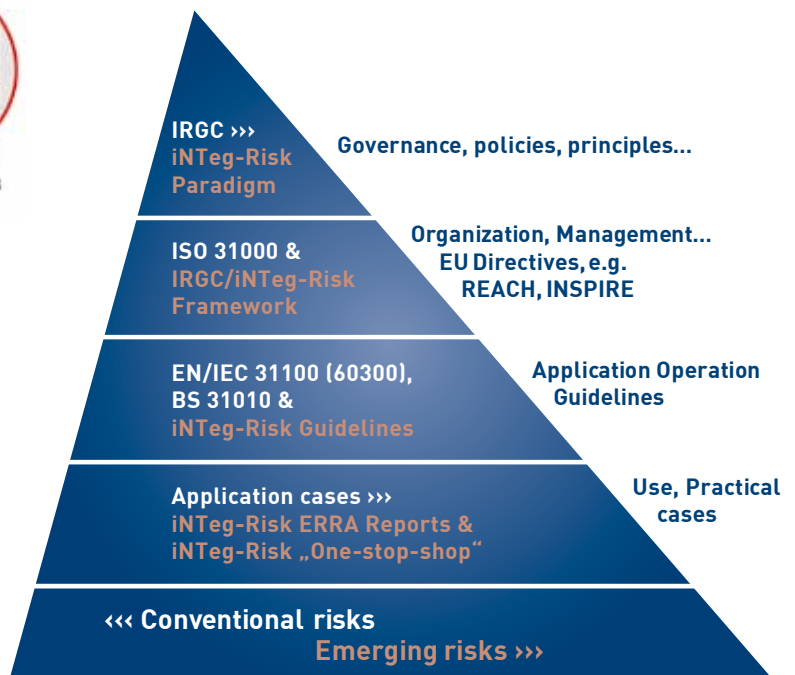 IRGC ›››
iNTeg-Risk
Paradigm
Governance, policies, principles...
ISO 31000 &
IRGC/iNTeg-Risk
Framework
Organization, Management...
EU Directives, e.g.
REACH, INSPIRE
EN/IEC 31100 (60300),
BS 31010 &
iNTeg-Risk Guidelines
Application Operation
Guidelines
Application cases ›››
iNTeg-Risk ERRA Reports &
iNTeg-Risk „One-stop-shop“
Use, Practical
cases
‹‹‹ Conventional risks
Emerging risks ›››